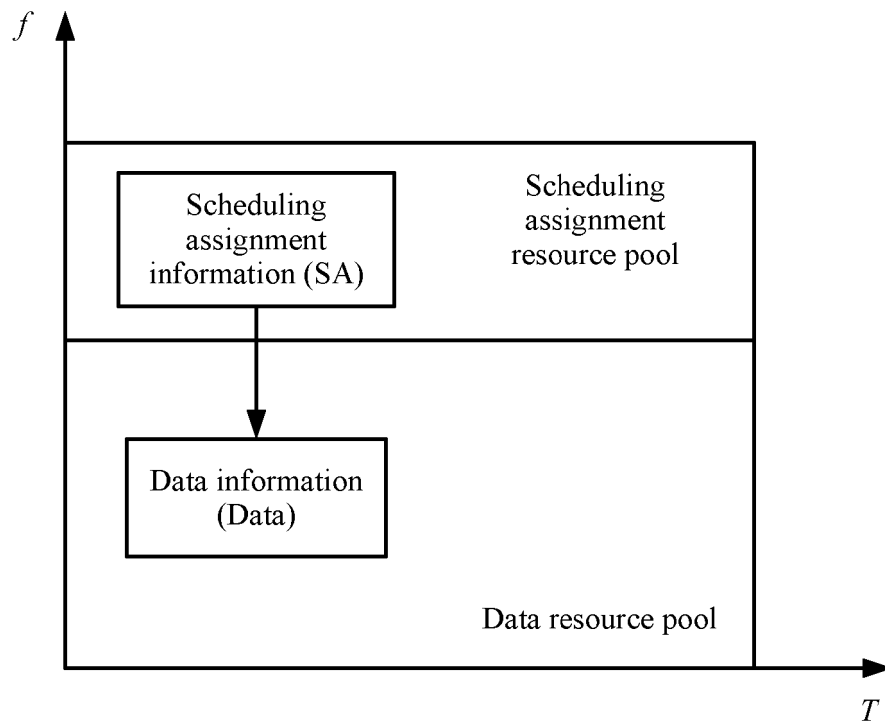 f
Scheduling
assignment
information (SA)
Scheduling
assignment
resource pool
Data information
(Data)
Data resource pool
T